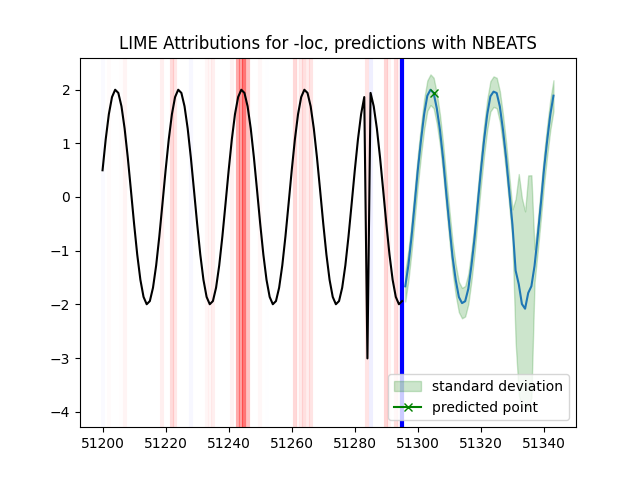 LIME Attributions for -loc, predictions with NBEATS
2
1
0
−1
−2
−3
−4
standard deviation
predicted point
51200 51220 51240 51260 51280 51300 51320 51340